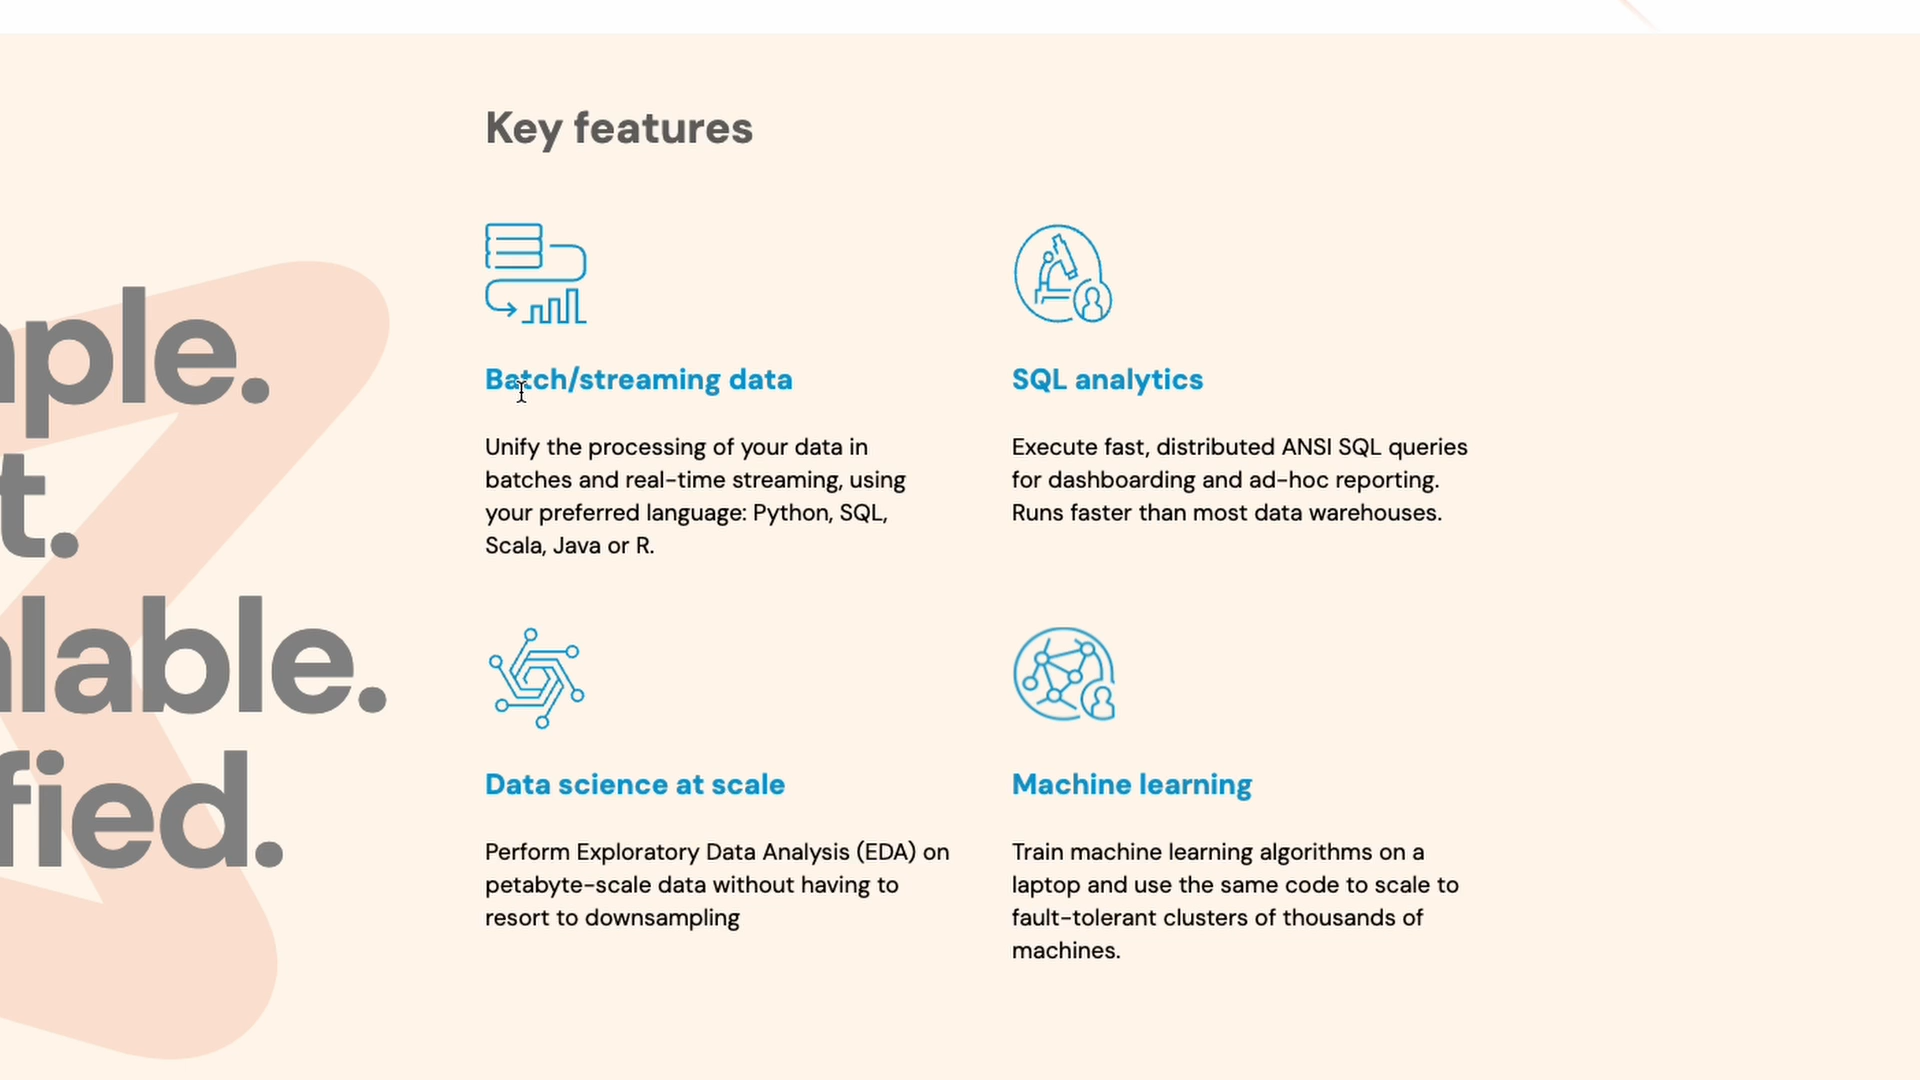 Key features
ple.
t.
lable.
fied.
Batch/streaming data
Unify the processing of your data in
batches and real-time streaming, using
your preferred language: Python, SQL,
Scala, Java or R.
SQL analytics
Execute fast, distributed ANSI SQL queries
for dashboarding and ad-hoc reporting.
Runs faster than most data warehouses.
Data science at scale
Perform Exploratory Data Analysis (EDA) on
petabyte-scale data without having to
resort to downsampling
Machine learning
Train machine learning algorithms on a
laptop and use the same code to scale to
fault-tolerant clusters of thousands of
machines.